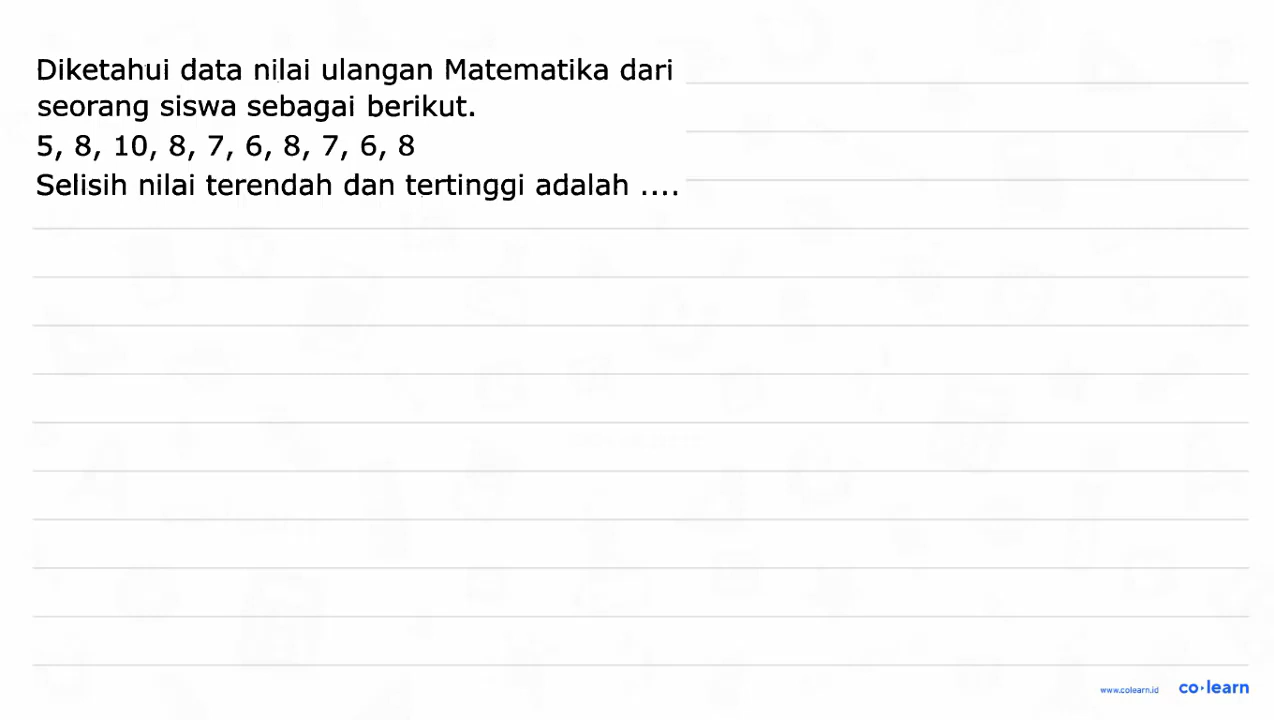 Diketahui data nilai ulangan Matematika dari
seorang siswa sebagai berikut.
5, 8, 10, 8, 7, 6, 8, 7, 6, 8
Selisih nilai terendah dan tertinggi adalah ....
www.colearn.id co·learn